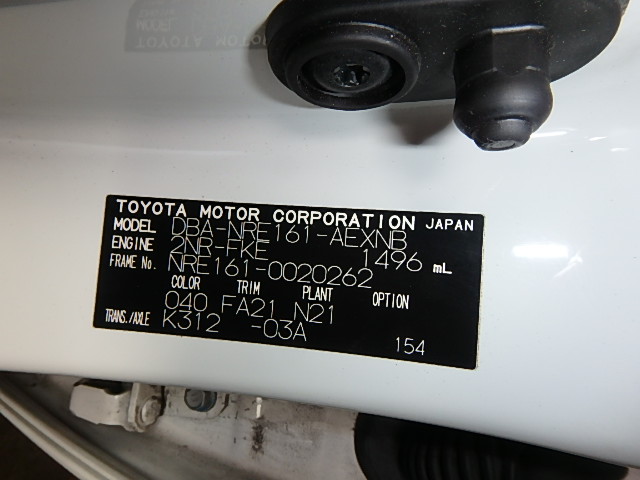 TOYOTA MOTOR CORPORATION JAPAN
MODEL DBA-NRE161-AEXNB
ENGINE 2NR-FKE 1496 mL
FRAME No. NRE161-0020262
COLOR TRIM PLANT OPTION
040 FA21 N21
TRANS./AXLE K312 -03A
154